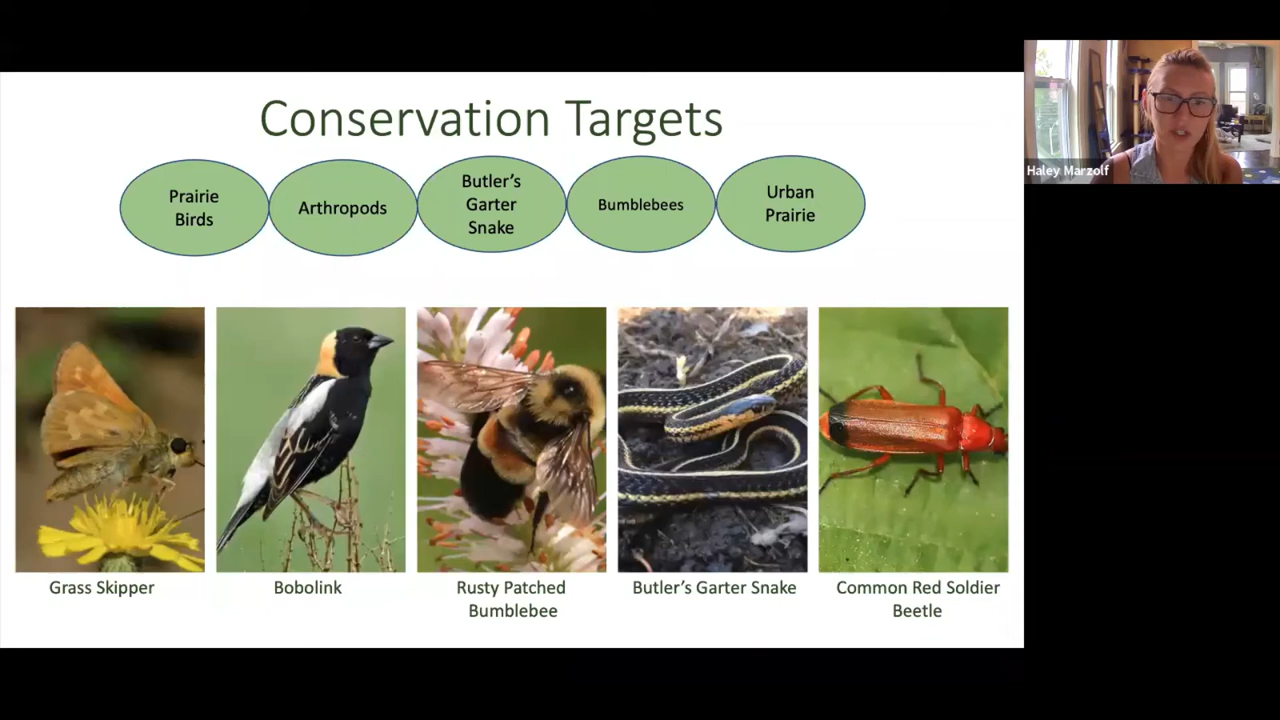 Conservation Targets
Prairie
Birds
Arthropods
Butler's
Garter
Snake
Bumblebees
Urban
Prairie
Grass Skipper
Bobolink
Rusty Patched
Bumblebee
Butler's Garter Snake
Common Red Soldier
Beetle
Haley Marzolf